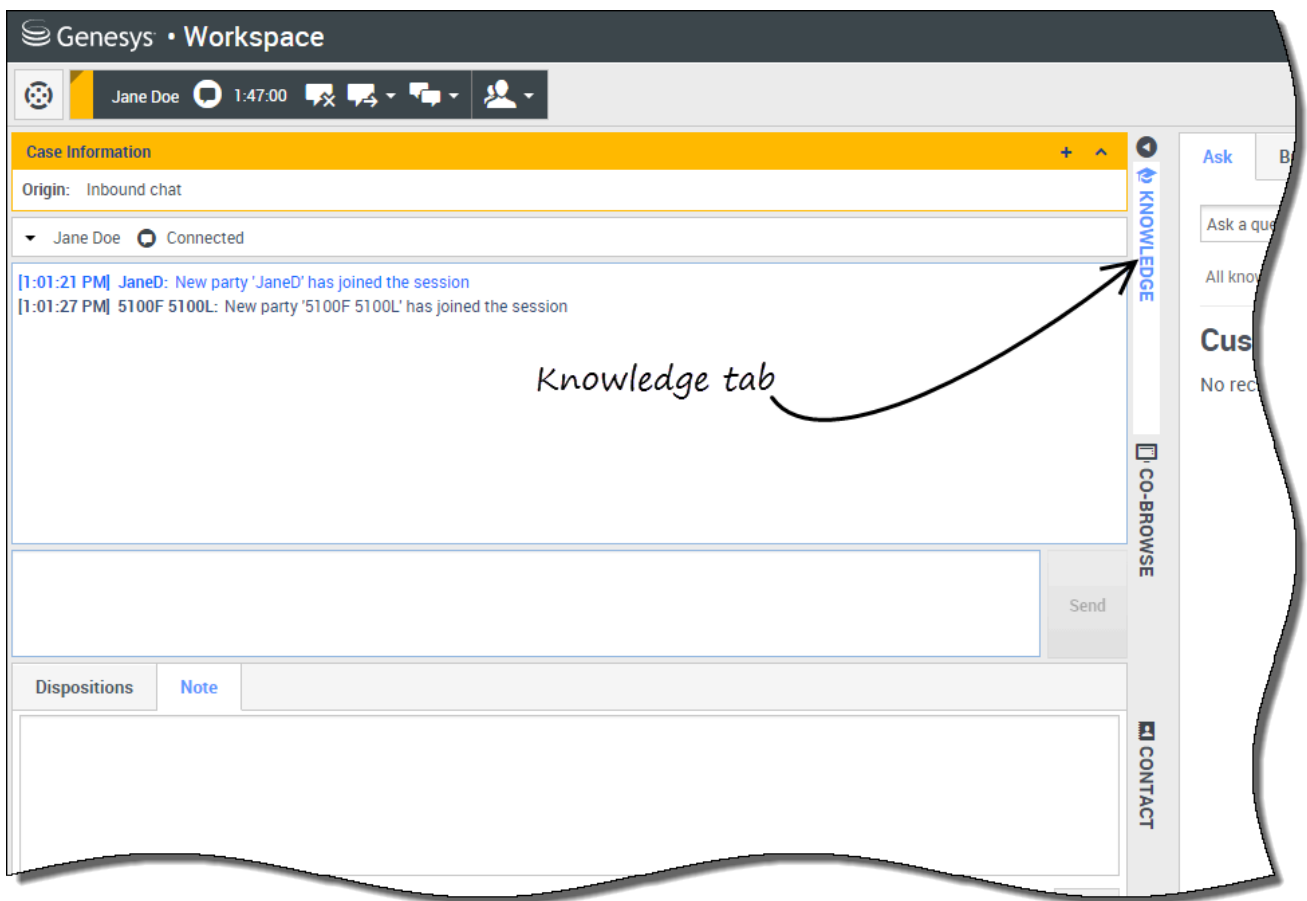 Genesys • Workspace
Jane Doe 1:47:00
Case Information
Origin: Inbound chat
Jane Doe Connected
[1:01:21 PM] JaneD: New party 'JaneD' has joined the session
[1:01:27 PM] 5100F 5100L: New party '5100F 5100L' has joined the session
Knowledge tab
Send
Dispositions Note
KNOWLEDGE
CO-BROWSE
CONTACT
Ask
Ask a
All
No